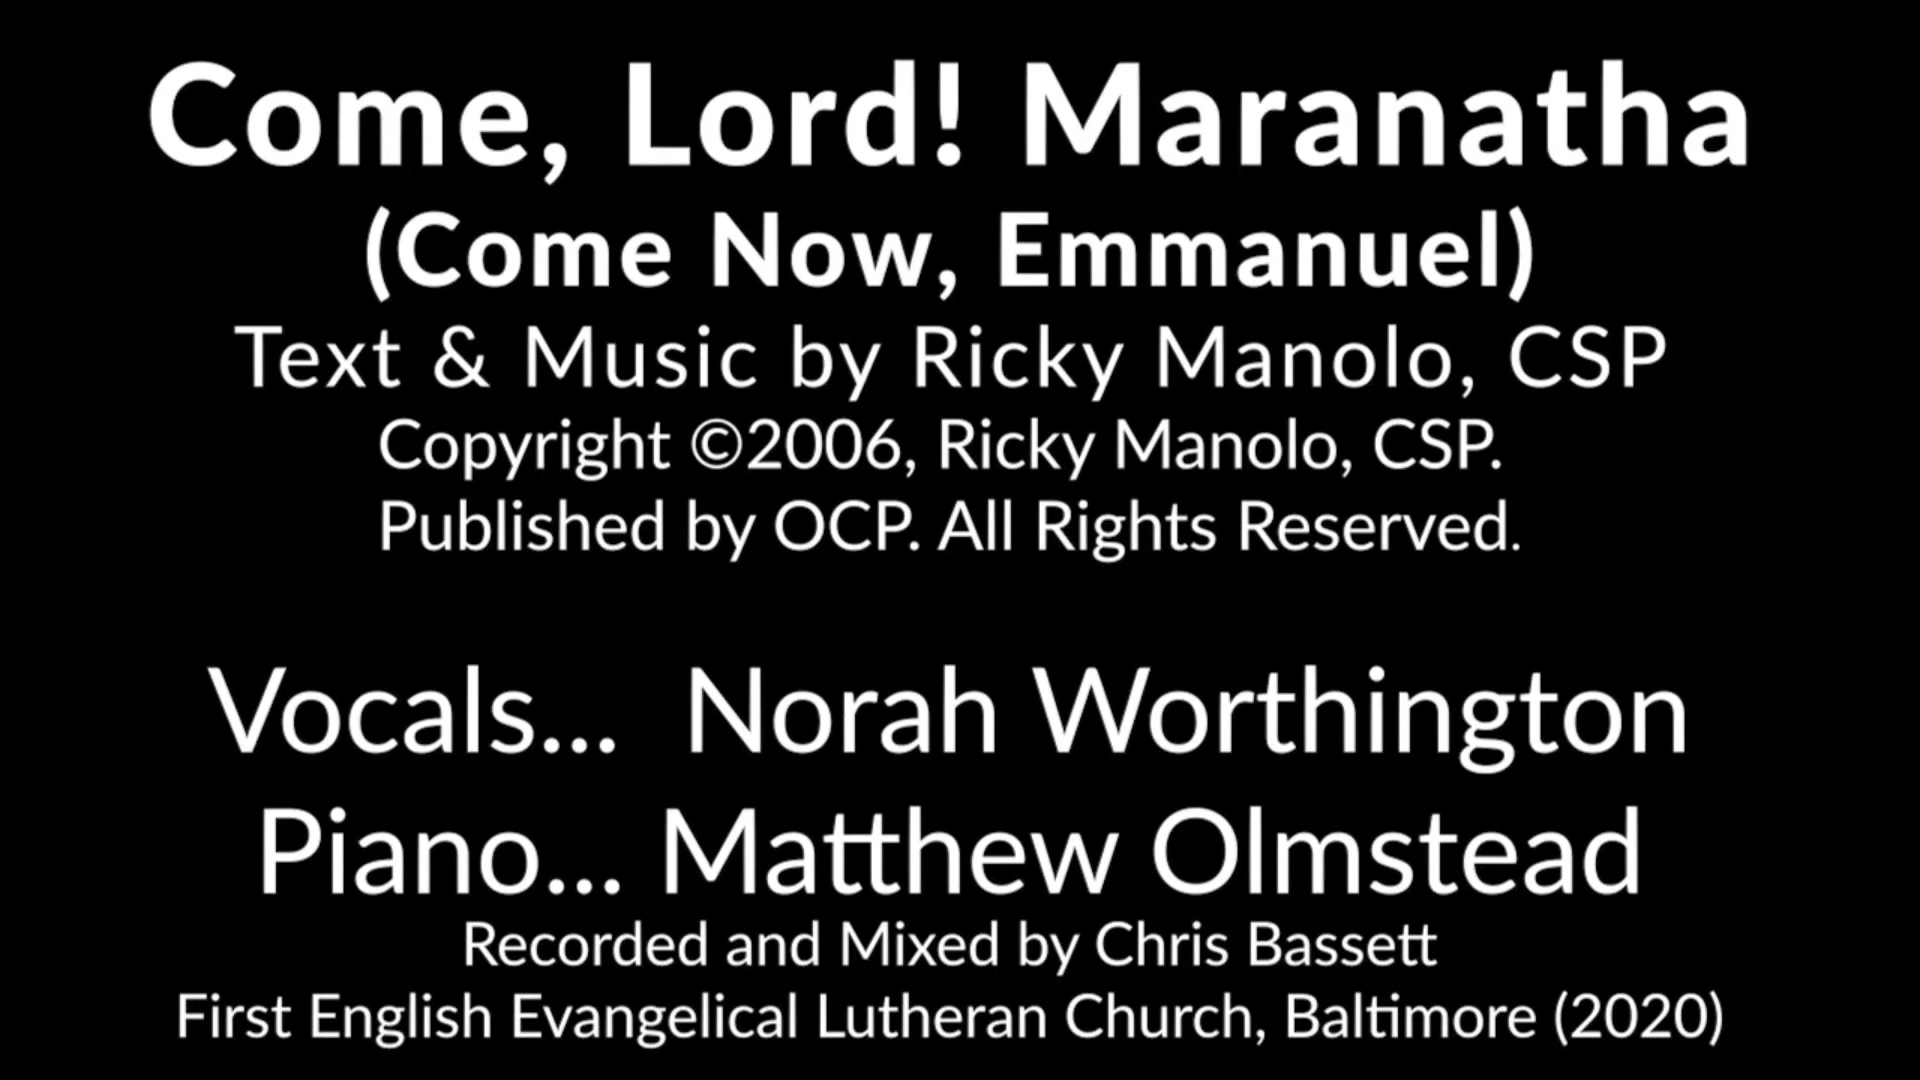 Come, Lord! Maranatha
(Come Now, Emmanuel)
Text & Music by Ricky Manolo, CSP
Copyright ©2006, Ricky Manolo, CSP.
Published by OCP. All Rights Reserved.
Vocals... Norah Worthington
Piano... Matthew Olmstead
Recorded and Mixed by Chris Bassett
First English Evangelical Lutheran Church, Baltimore (2020)